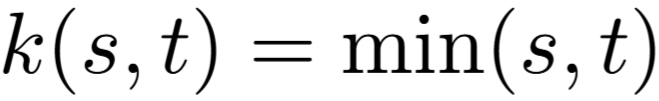 k(s, t) = min(s, t)